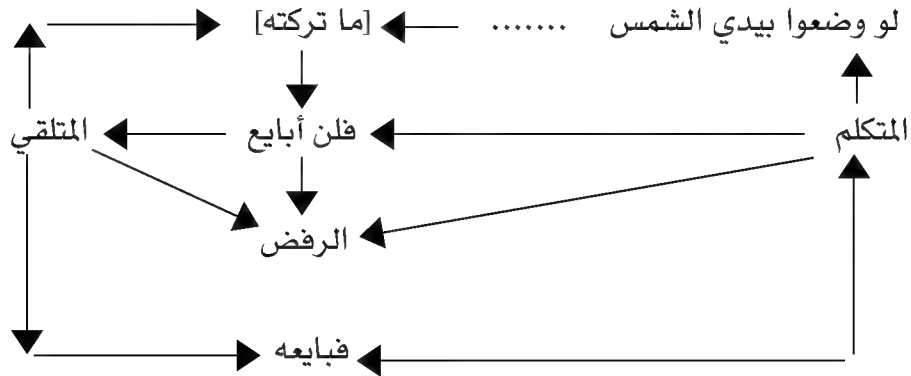 لو وضعوا بيدي الشمس ....... [ما تركته]
المتكلم فلن أبايع المتلقي
الرفض
فبايعه